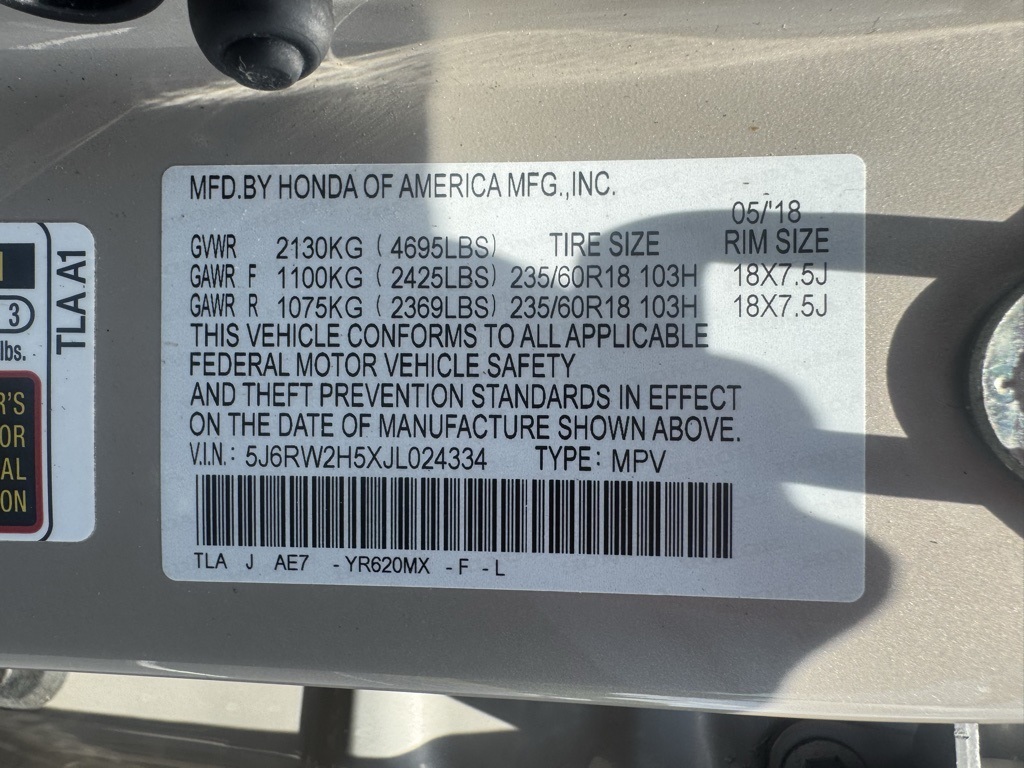 MFD.BY HONDA OF AMERICA MFG.,INC.
05/'18
GVWR 2130KG ( 4695LBS) TIRE SIZE RIM SIZE
GAWR F 1100KG ( 2425LBS) 235/60R18 103H 18X7.5J
GAWR R 1075KG ( 2369LBS) 235/60R18 103H 18X7.5J
THIS VEHICLE CONFORMS TO ALL APPLICABLE
FEDERAL MOTOR VEHICLE SAFETY
AND THEFT PREVENTION STANDARDS IN EFFECT
ON THE DATE OF MANUFACTURE SHOWN ABOVE.
V.I.N.: 5J6RW2H5XJL024334 TYPE: MPV
TLA J AE7 -YR620MX -F -L
TLA A1
3
lbs.
R'S
OR
AL
ON